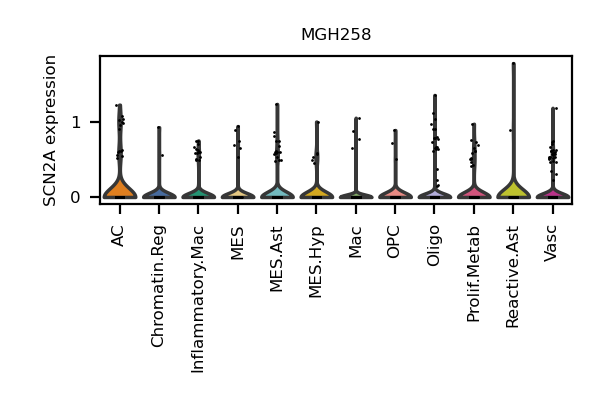 MGH258
SCN2A expression
1
0
AC
Chromatin.Reg
Inflammatory.Mac
MES
MES.Ast
MES.Hyp
Mac
OPC
Oligo
Prolif.Metab
Reactive.Ast
Vasc